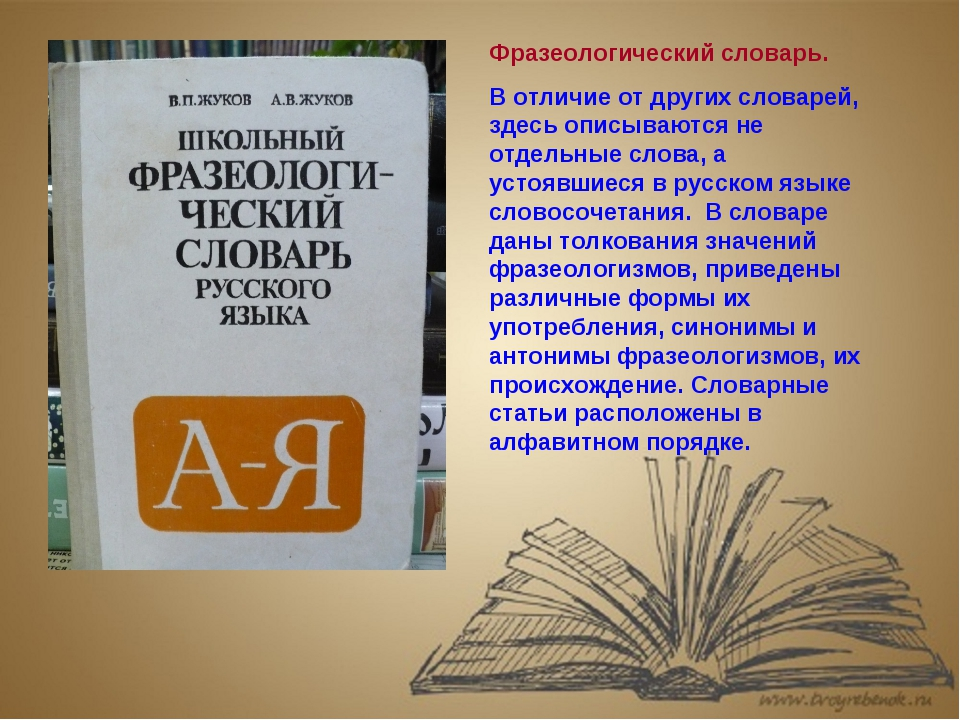 В.П.ЖУКОВ А.В.ЖУКОВ
ШКОЛЬНЫЙ
ФРАЗЕОЛОГИ-
ЧЕСКИЙ
СЛОВАРЬ
РУССКОГО
ЯЗЫКА
А-Я
Фразеологический словарь.
В отличие от других словарей,
здесь описываются не
отдельные слова, а
устоявшиеся в русском языке
словосочетания. В словаре
даны толкования значений
фразеологизмов, приведены
различные формы их
употребления, синонимы и
антонимы фразеологизмов, их
происхождение. Словарные
статьи расположены в
алфавитном порядке.
www.tvoyrebenok.ru